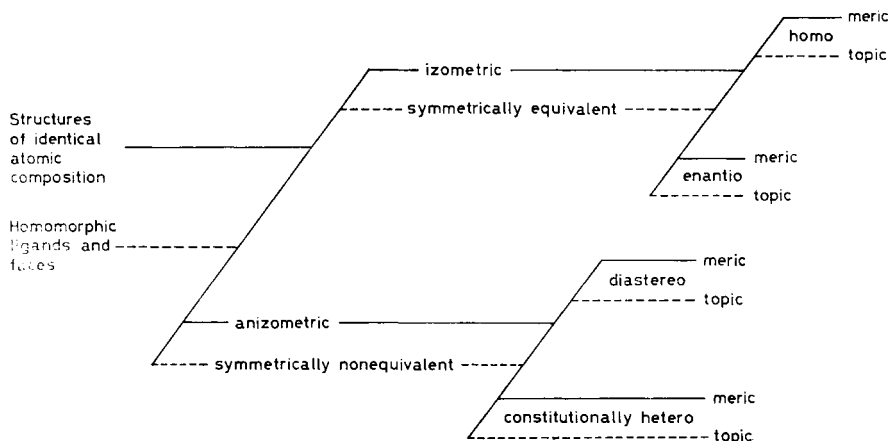 meric
homo
topic
izometric
symmetrically equivalent
Structures
of identical
atomic
composition
meric
enantio
topic
Homomorphic
ligands and
faces
meric
diastereo
topic
anizometric
symmetrically nonequivalent
meric
constitutionally hetero
topic